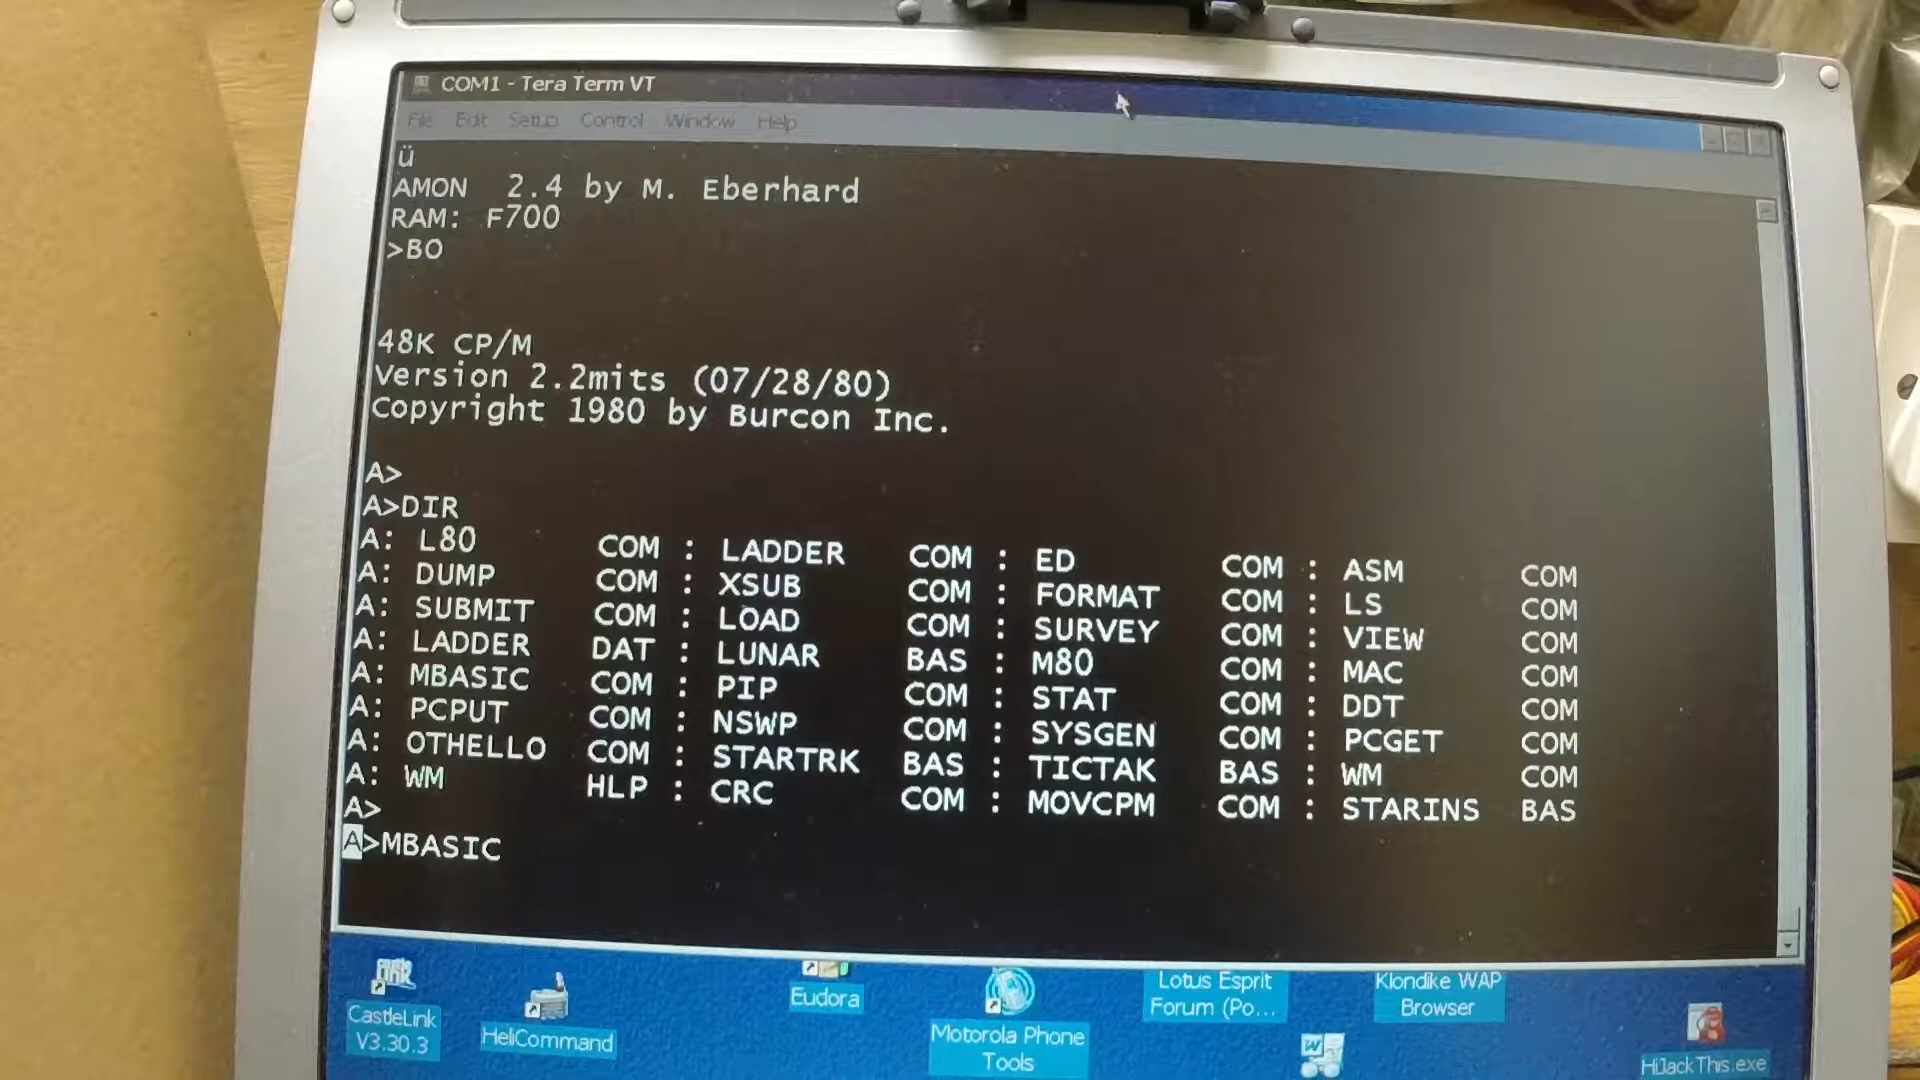 COM1 - Tera Term VT
File Edit Setup Control Window Help
ü
AMON 2.4 by M. Eberhard
RAM: F700
>BO
48K CP/M
Version 2.2mits (07/28/80)
Copyright 1980 by Burcon Inc.
A>
A>DIR
A: L80 COM : LADDER COM : ED COM : ASM COM
A: DUMP COM : XSUB COM : FORMAT COM : LS COM
A: SUBMIT COM : LOAD COM : SURVEY COM : VIEW COM
A: LADDER DAT : LUNAR BAS : M80 COM : MAC COM
A: MBASIC COM : PIP COM : STAT COM : DDT COM
A: PCPUT COM : NSWP COM : SYSGEN COM : PCGET COM
A: OTHELLO COM : STARTRK BAS : TICTAK BAS : WM COM
A: WM HLP : CRC COM : MOVCPM COM : STARINS BAS
A>
A>MBASIC
CastleLink
V3.30.3
HeliCommand
Eudora
Motorola Phone
Tools
Lotus Esprit
Forum (Po...
Klondike WAP
Browser
HiJackThis.exe